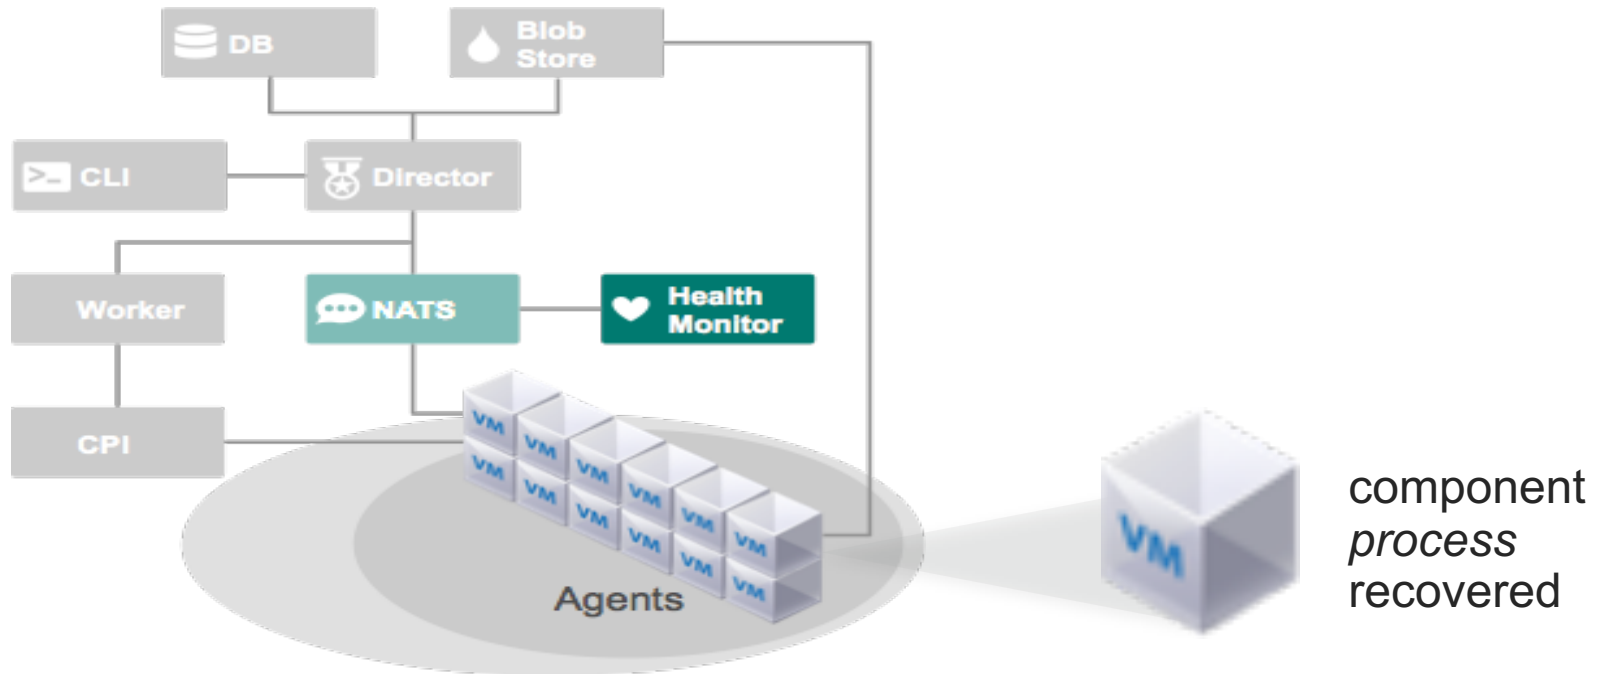 DB
Blob
Store
>_ CLI
Director
Worker
NATS
Health
Monitor
CPI
VM
VM
VM
VM
VM
VM
VM
VM
VM
VM
VM
VM
Agents
VM
component
process
recovered